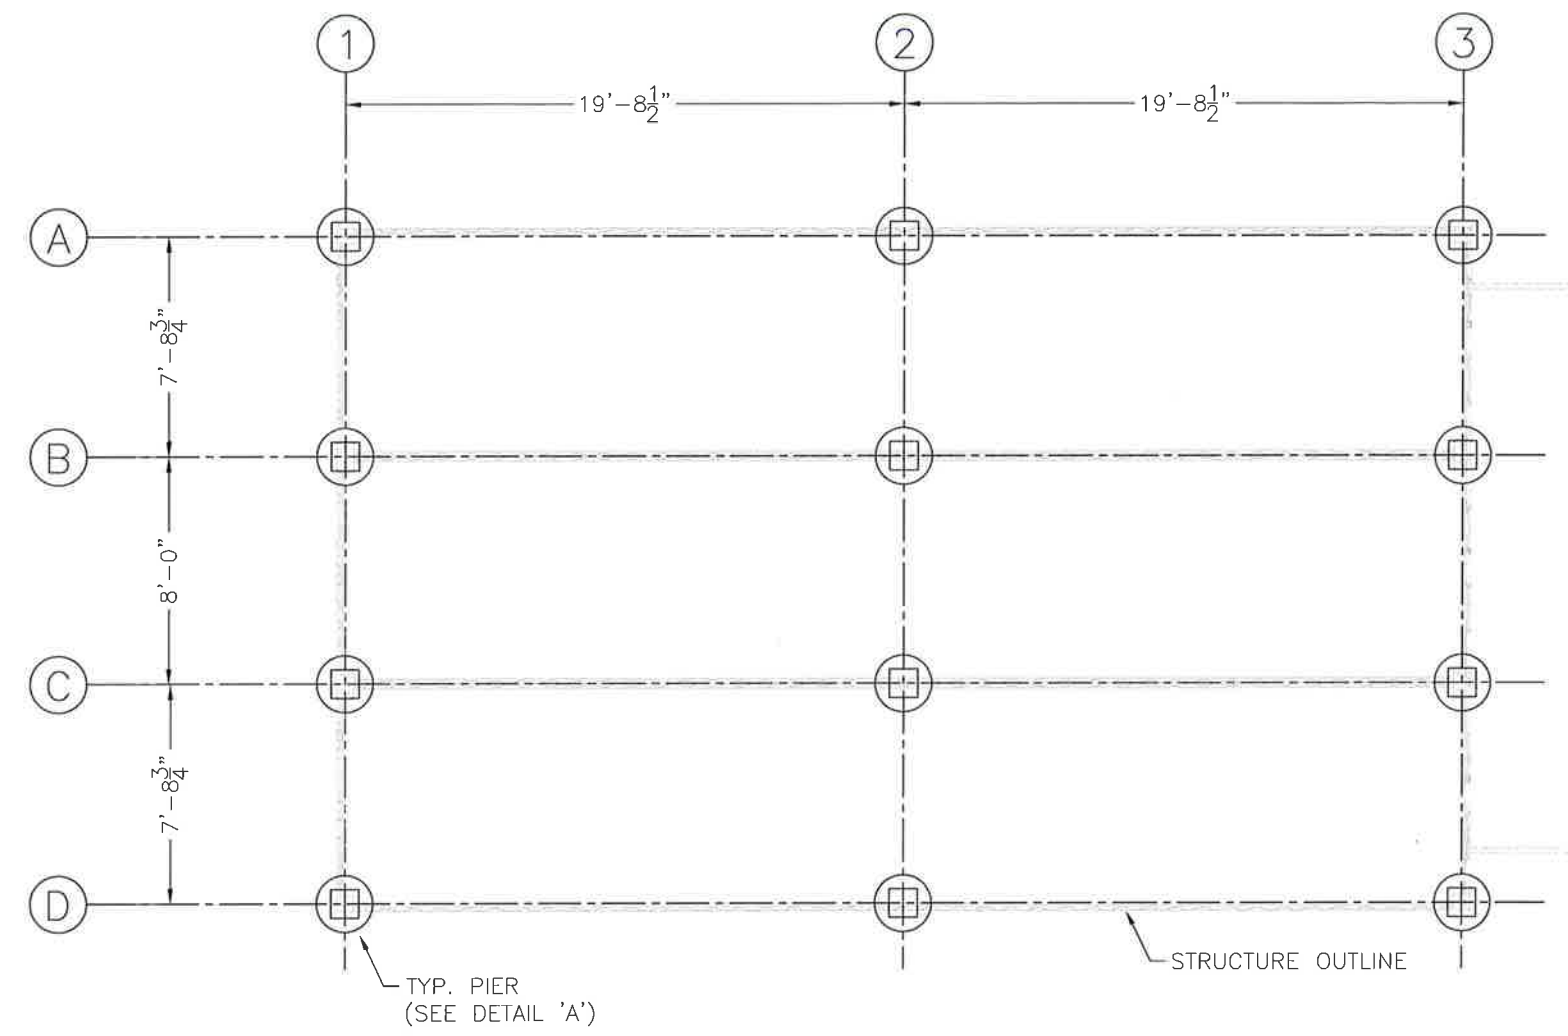 1 2 3
19'-8½" 19'-8½"
A
7'-8¾"
B
8'-0"
C
7'-8¾"
D
STRUCTURE OUTLINE
TYP. PIER
(SEE DETAIL 'A')